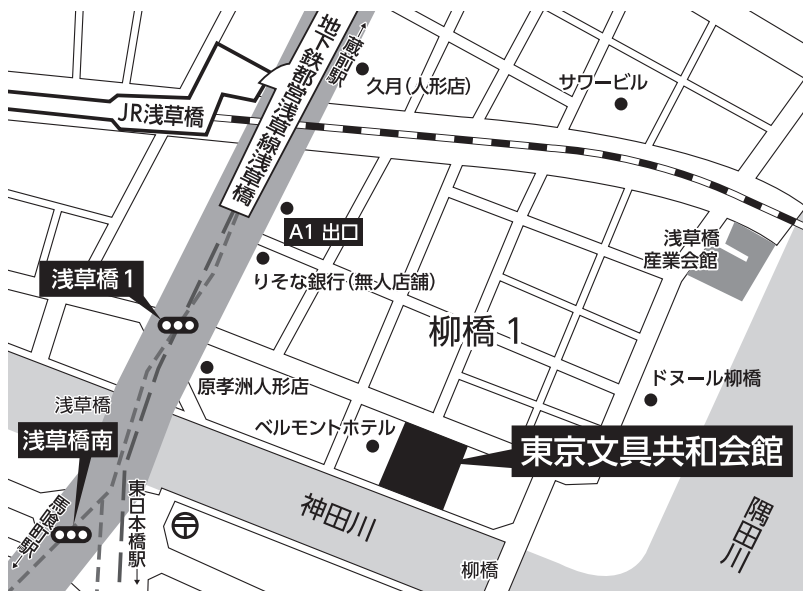 ←蔵前駅
地下鉄都営浅草線浅草橋
久月(人形店)
サワービル
JR浅草橋
A1 出口
浅草橋
産業会館
りそな銀行(無人店舗)
浅草橋1
柳橋1
原孝洲人形店
ドヌール柳橋
浅草橋
ベルモントホテル
浅草橋南
東京文具共和会館
東日本橋駅→
馬喰町駅→
神田川
隅田川
柳橋